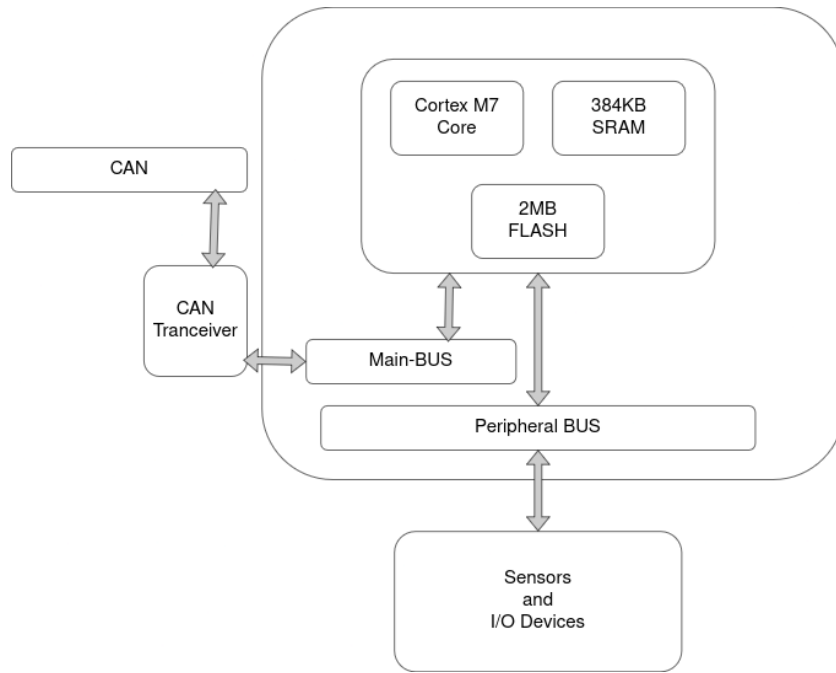 Cortex M7
Core
384KB
SRAM
CAN
2MB
FLASH
CAN
Tranceiver
Main-BUS
Peripheral BUS
Sensors
and
I/O Devices